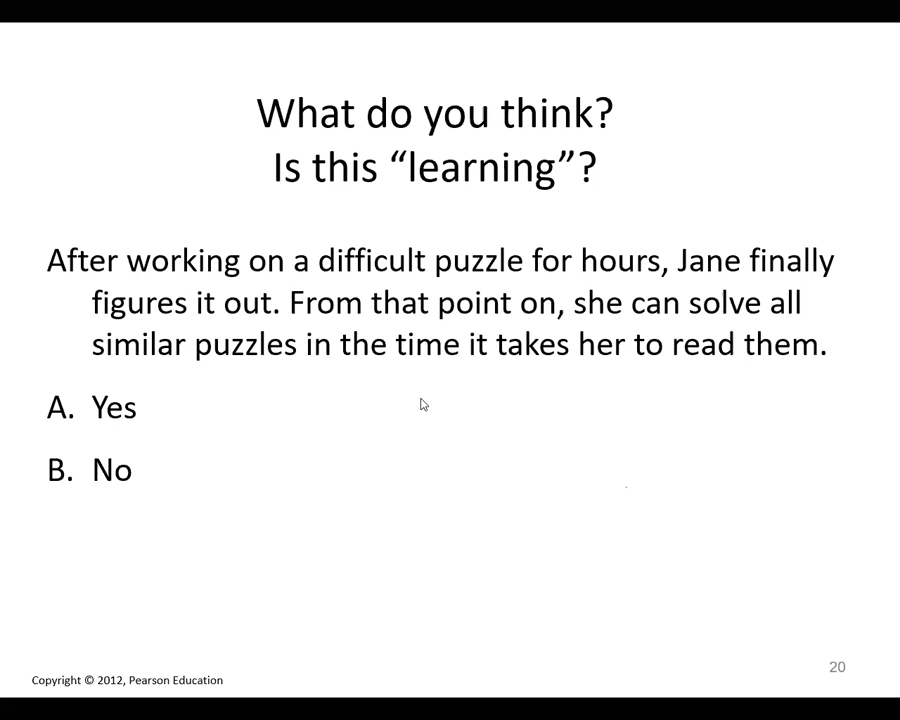 What do you think?
Is this “learning”?
After working on a difficult puzzle for hours, Jane finally
figures it out. From that point on, she can solve all
similar puzzles in the time it takes her to read them.
A. Yes
B. No
20
Copyright © 2012, Pearson Education